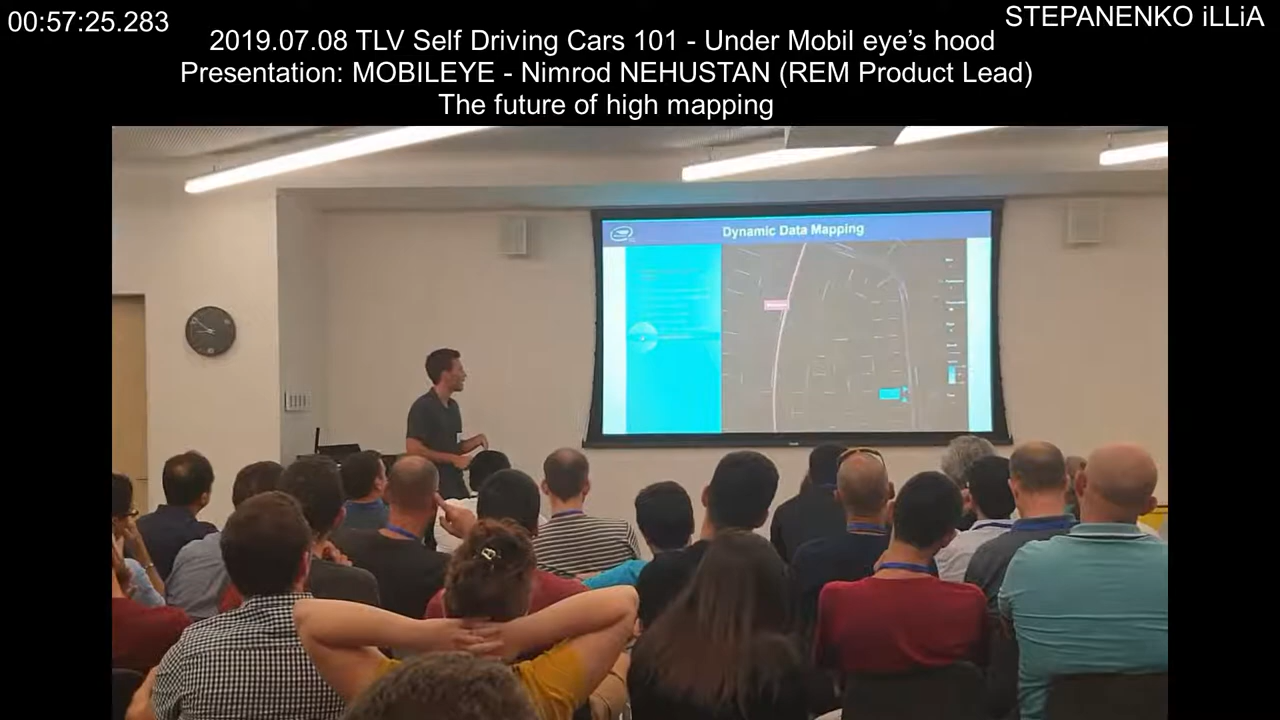 00:57:25.283
STEPANENKO iLLiA
2019.07.08 TLV Self Driving Cars 101 - Under Mobil eye’s hood
Presentation: MOBILEYE - Nimrod NEHUSTAN (REM Product Lead)
The future of high mapping
Dynamic Data Mapping